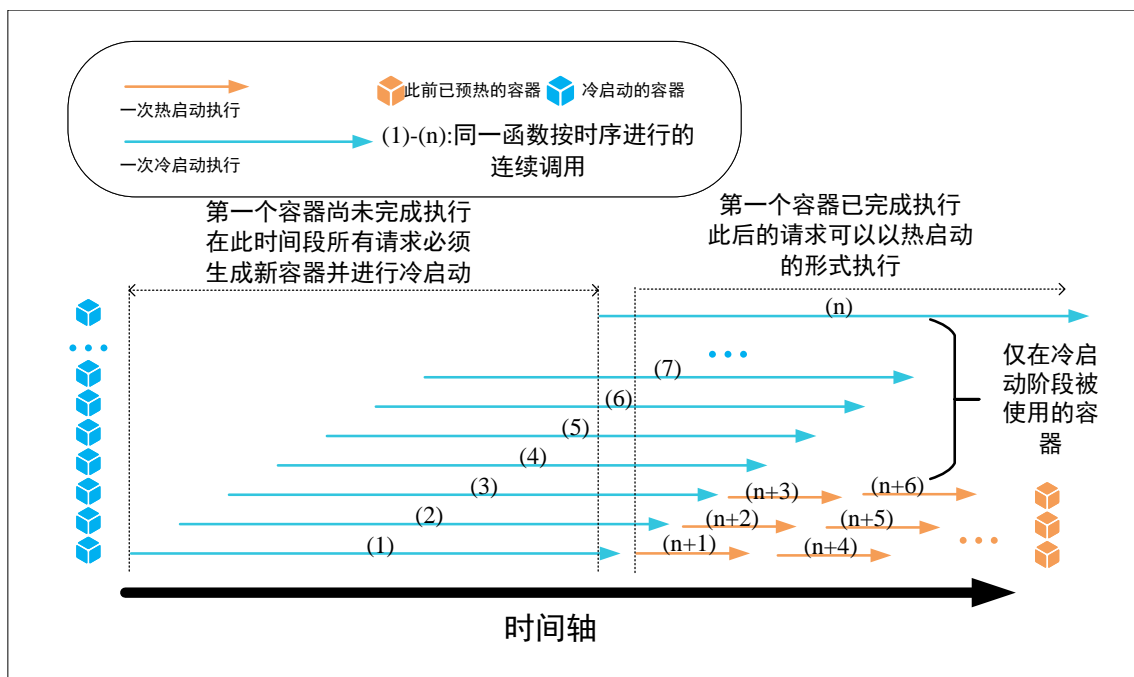 此前已预热的容器
冷启动的容器
一次热启动执行
(1)-(n):同一函数按时序进行的
连续调用
一次冷启动执行
第一个容器尚未完成执行
在此时间段所有请求必须
生成新容器并进行冷启动
第一个容器已完成执行
此后的请求可以以热启动
的形式执行
(n)
(7)
(6)
(5)
(4)
(3)
(2)
(1)
(n+3)
(n+6)
(n+2)
(n+5)
(n+1)
(n+4)
仅在冷启
动阶段被
使用的容
器
时间轴